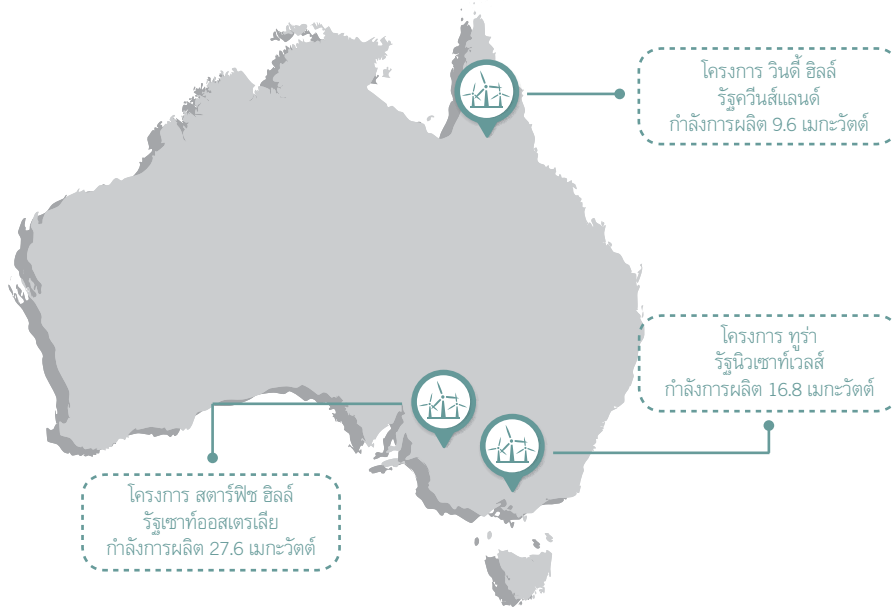 โครงการ วินดี้ ฮิลล์
รัฐควีนส์แลนด์
กำลังการผลิต 9.6 เมกะวัตต์
โครงการ ทูร่า
รัฐนิวเซาท์เวลส์
กำลังการผลิต 16.8 เมกะวัตต์
โครงการ สตาร์ฟิช ฮิลล์
รัฐเซาท์ออสเตรเลีย
กำลังการผลิต 27.6 เมกะวัตต์